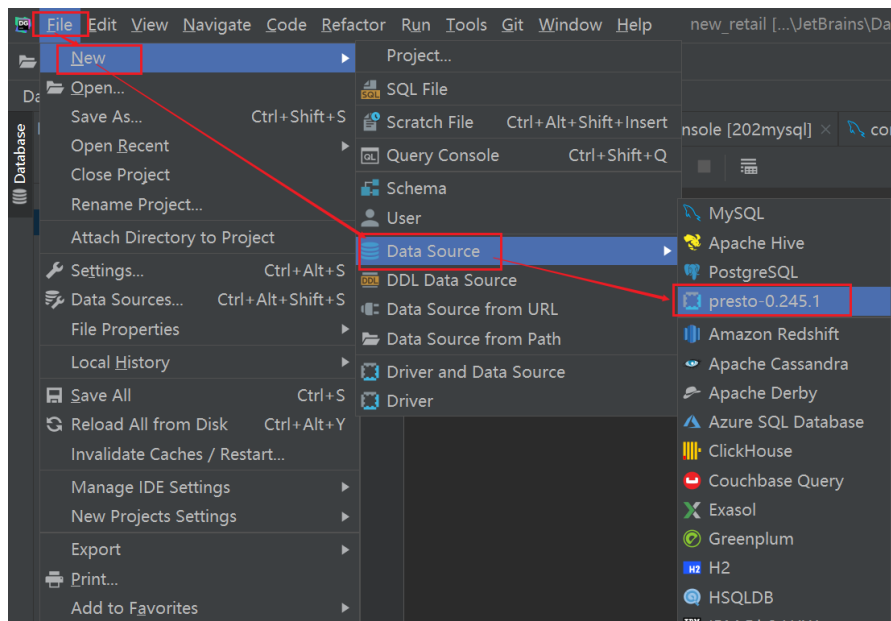 File Edit View Navigate Code Refactor Run Tools Git Window Help new_retail [...\JetBrains\Da
New
Open...
Save As... Ctrl+Shift+S
Open Recent
Close Project
Rename Project...
Attach Directory to Project
Settings... Ctrl+Alt+S
Data Sources... Ctrl+Alt+Shift+S
File Properties
Local History
Save All Ctrl+S
Reload All from Disk Ctrl+Alt+Y
Invalidate Caches / Restart...
Manage IDE Settings
New Projects Settings
Export
Print...
Add to Favorites
Project...
SQL File
Scratch File Ctrl+Alt+Shift+Insert
Query Console Ctrl+Shift+Q
Schema
User
Data Source
DDL Data Source
Data Source from URL
Data Source from Path
Driver and Data Source
Driver
nsole [202mysql] co
MySQL
Apache Hive
PostgreSQL
presto-0.245.1
Amazon Redshift
Apache Cassandra
Apache Derby
Azure SQL Database
ClickHouse
Couchbase Query
Exasol
Greenplum
H2
HSQLDB
Da
Database